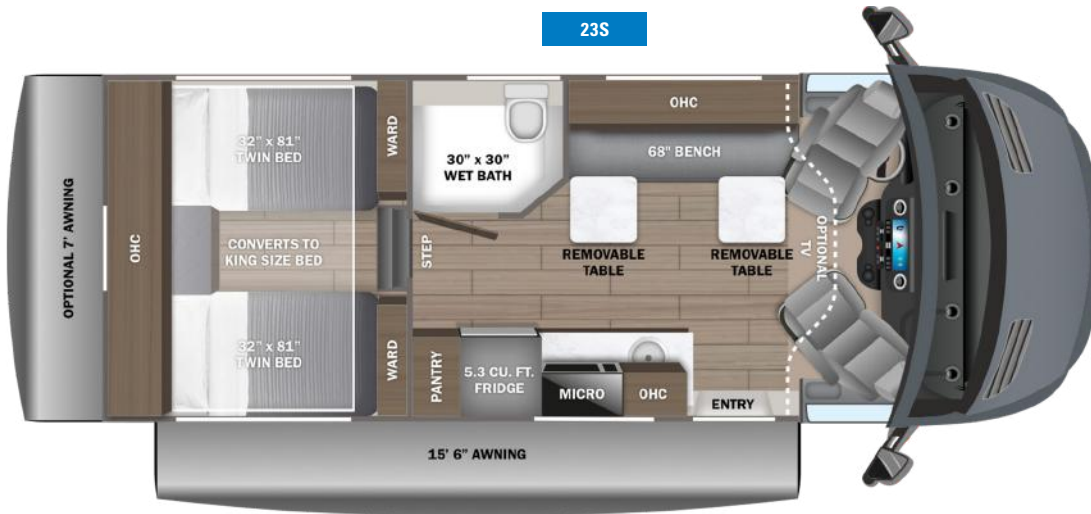 23S
OPTIONAL 7' AWNING
OHC
32" x 81"
TWIN BED
WARD
30" x 30"
WET BATH
OHC
68" BENCH
CONVERTS TO
KING SIZE BED
STEP
REMOVABLE
TABLE
REMOVABLE
TABLE
OPTIONAL
TV
32" x 81"
TWIN BED
WARD
PANTRY
5.3 CU. FT.
FRIDGE
MICRO
OHC
ENTRY
15' 6" AWNING